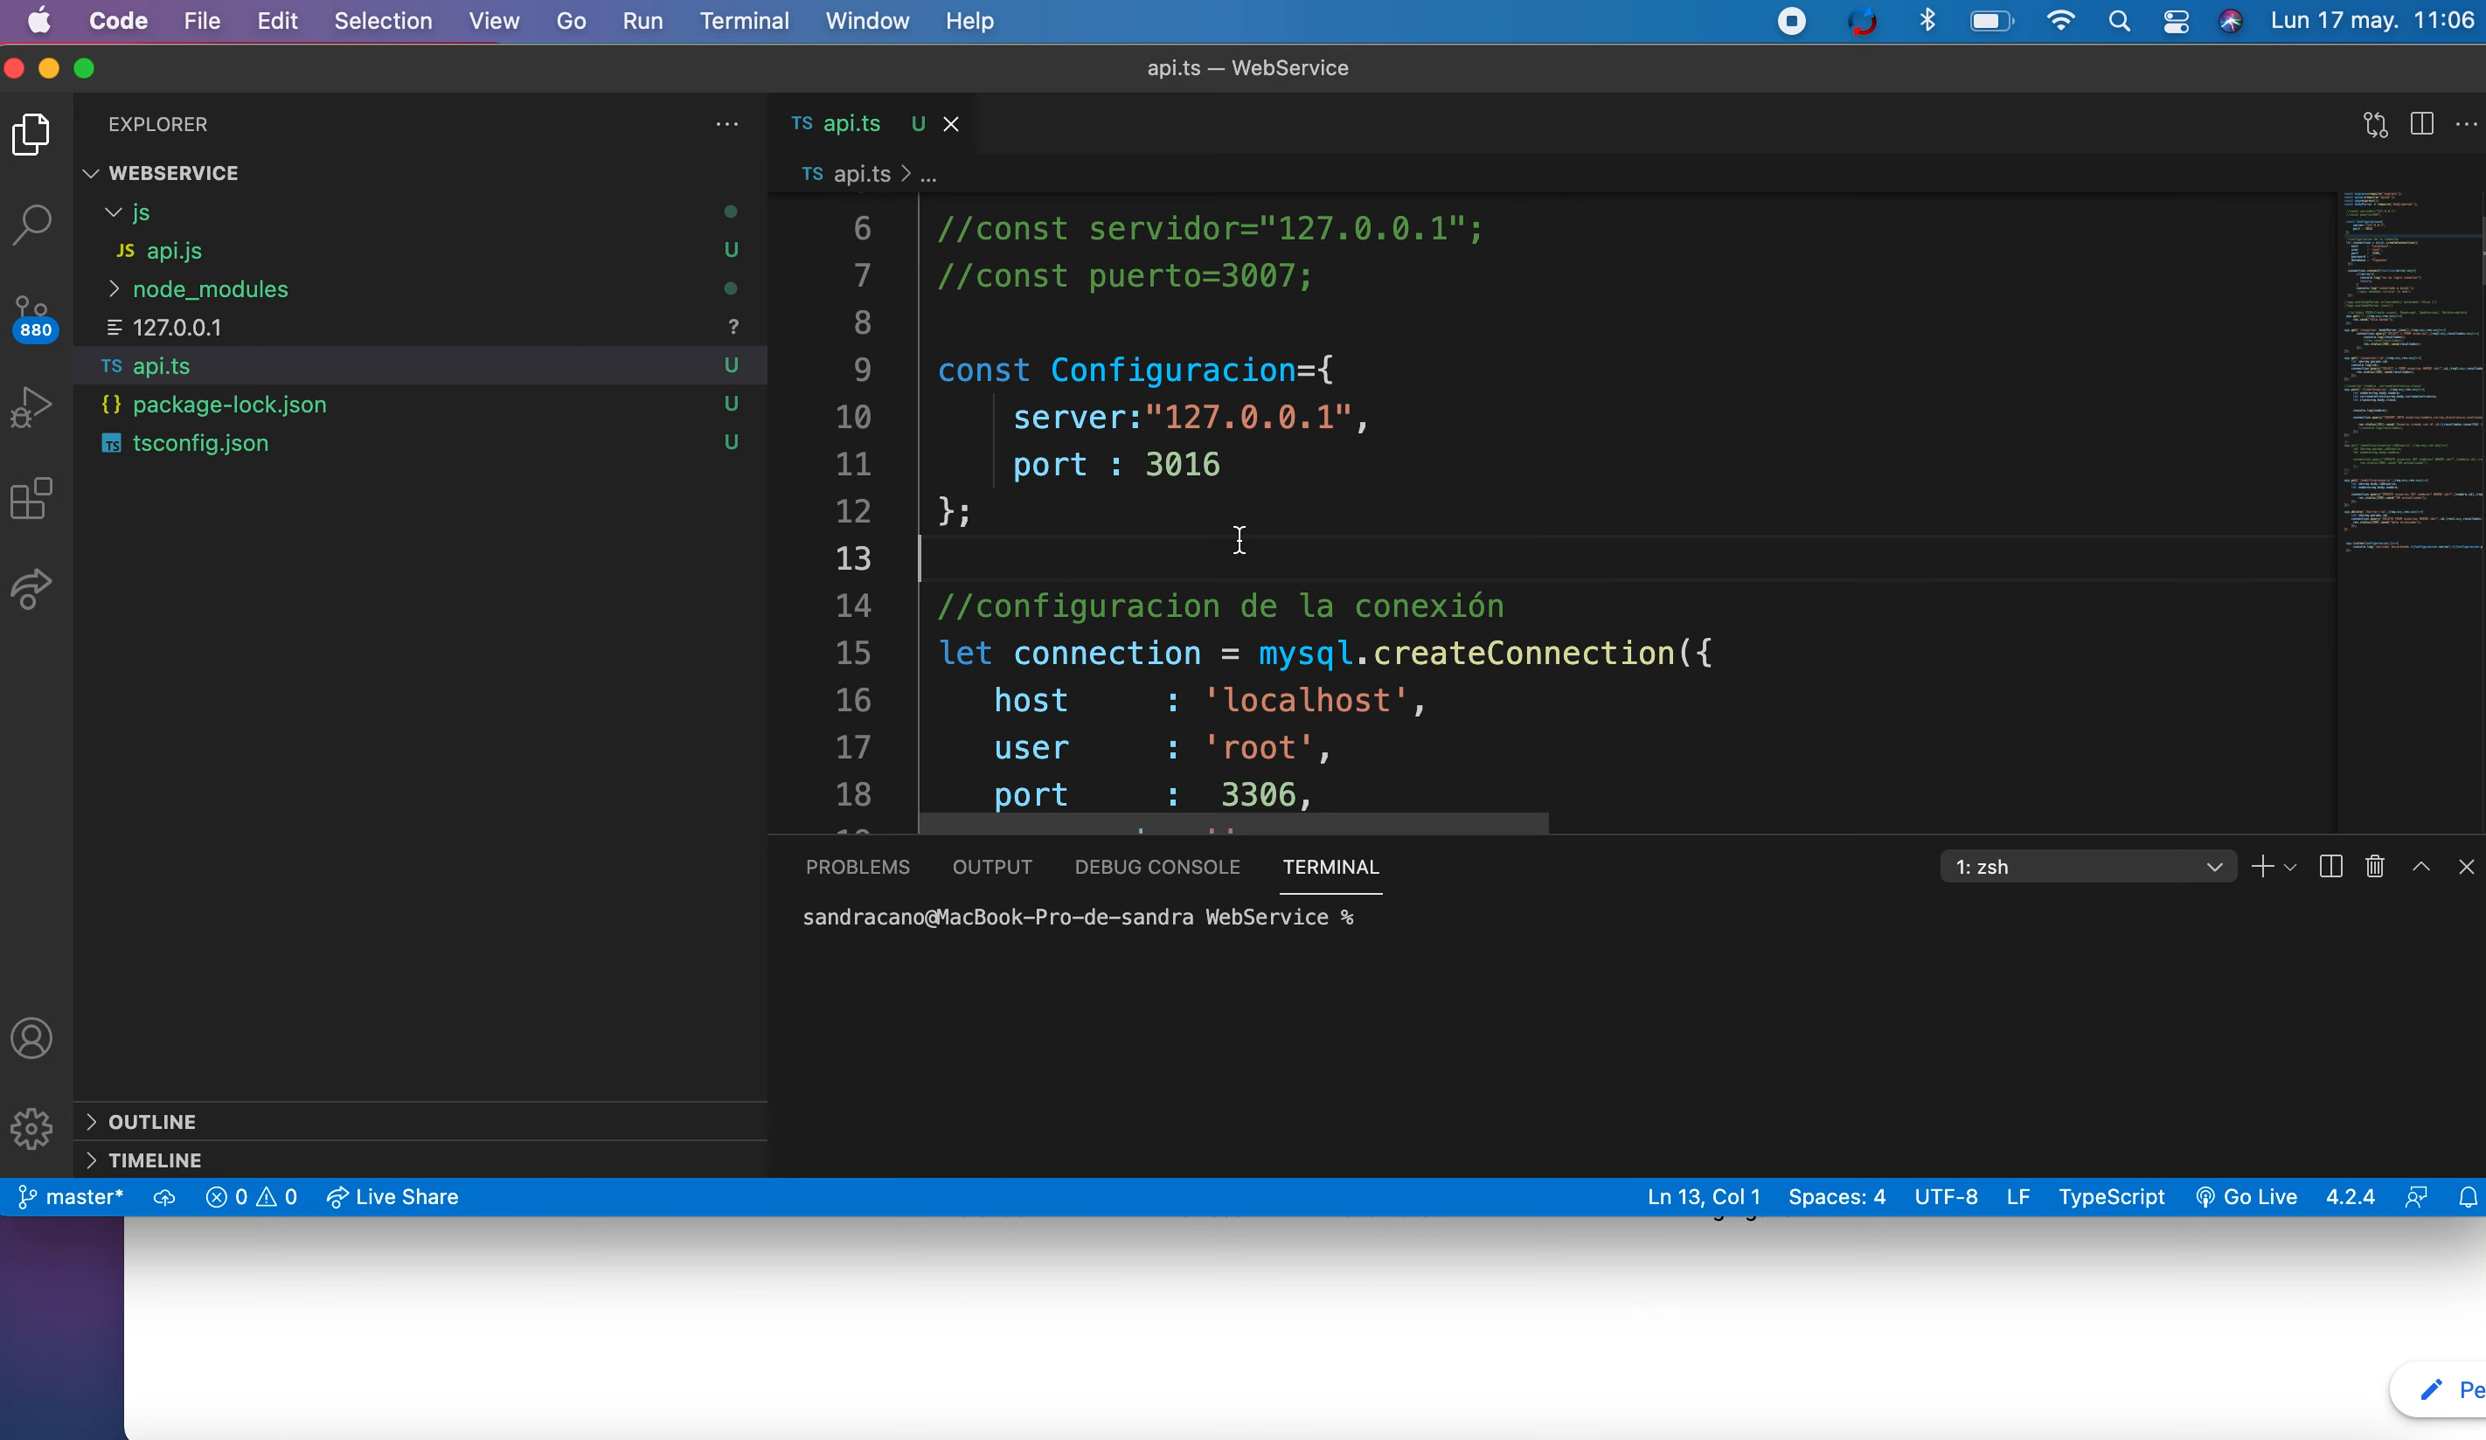 Code File Edit Selection View Go Run Terminal Window Help Lun 17 may. 11:06
api.ts — WebService
EXPLORER
WEBSERVICE
js
JS api.js U
node_modules
127.0.0.1 ?
TS api.ts U
{} package-lock.json U
TS tsconfig.json U
880
OUTLINE
TIMELINE
TS api.ts U
TS api.ts > ...
6 //const servidor="127.0.0.1";
7 //const puerto=3007;
8
9 const Configuracion={
10 server:"127.0.0.1",
11 port : 3016
12 };
13
14 //configuracion de la conexión
15 let connection = mysql.createConnection({
16 host : 'localhost',
17 user : 'root',
18 port : 3306,
PROBLEMS OUTPUT DEBUG CONSOLE TERMINAL 1: zsh
sandracano@MacBook-Pro-de-sandra WebService %
master* 0 0 Live Share Ln 13, Col 1 Spaces: 4 UTF-8 LF TypeScript Go Live 4.2.4
Pe